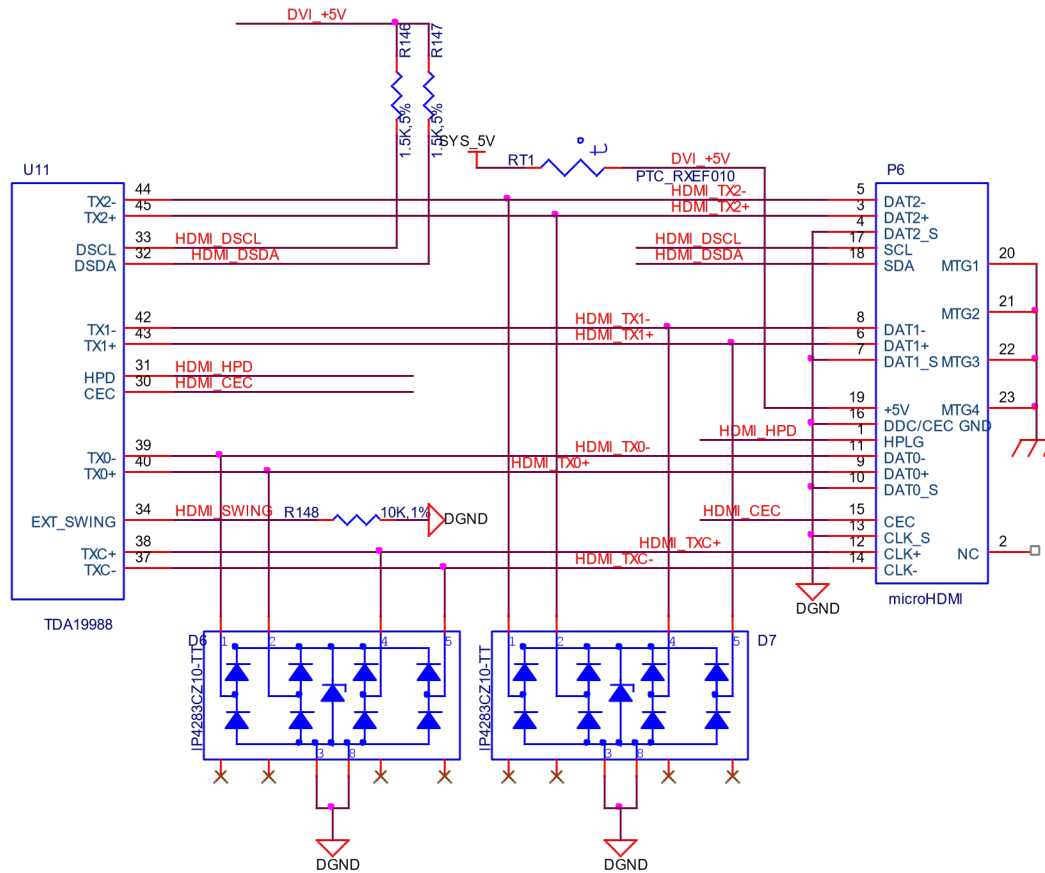 DVI_+5V
R146
R147
1.5K,5%
1.5K,5%
SYS_5V
RT1
t
DVI_+5V
PTC_RXEF010
U11
P6
TX2-
44
HDMI_TX2-
5
DAT2-
TX2+
45
HDMI_TX2+
3
DAT2+
4
DAT2_S
DSCL
33
HDMI_DSCL
HDMI_DSCL
17
SCL
DSDA
32
HDMI_DSDA
HDMI_DSDA
18
SDA
MTG1
20
MTG2
21
TX1-
42
HDMI_TX1-
8
DAT1-
TX1+
43
HDMI_TX1+
6
DAT1+
7
DAT1_S
MTG3
22
HPD
31
HDMI_HPD
CEC
30
HDMI_CEC
19
+5V
MTG4
23
16
DDC/CEC GND
HDMI_HPD
1
HPLG
TX0-
39
HDMI_TX0-
11
DAT0-
TX0+
40
HDMI_TX0+
9
DAT0+
10
DAT0_S
EXT_SWING
34
HDMI_SWING
R148
10K,1%
DGND
HDMI_CEC
15
CEC
13
CLK_S
TXC+
38
HDMI_TXC+
12
CLK+
NC
2
TXC-
37
HDMI_TXC-
14
CLK-
TDA19988
DGND
microHDMI
D6
1
2
4
5
IP4283CZ10-TT
3
8
DGND
D7
1
2
4
5
IP4283CZ10-TT
3
8
DGND